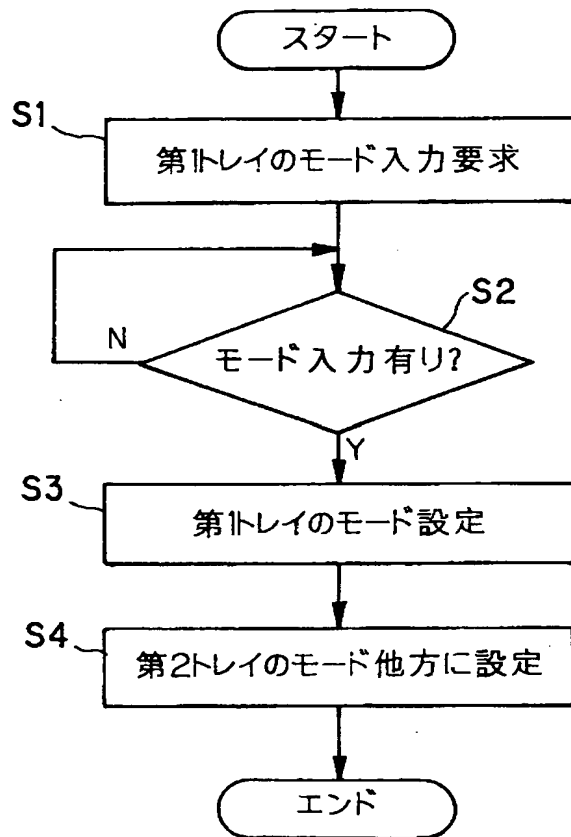 スタート
S1
第1トレイのモード入力要求
S2
モード入力有り?
N
Y
S3
第1トレイのモード設定
S4
第2トレイのモード他方に設定
エンド